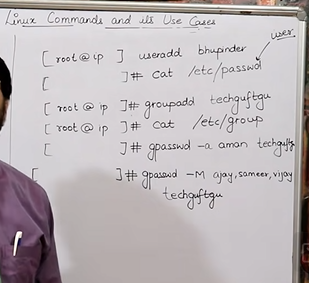 Linux Commands and its Use Cases
user
[ root@ip ] useradd bhupinder
[ ]# cat /etc/passwd
[ root@ip ]# groupadd techguftgu
[ root@ip ]# cat /etc/group
[ ]# gpasswd -a aman techguftgu
[ ]# gpasswd -M ajay,sameer,vijay
techguftgu